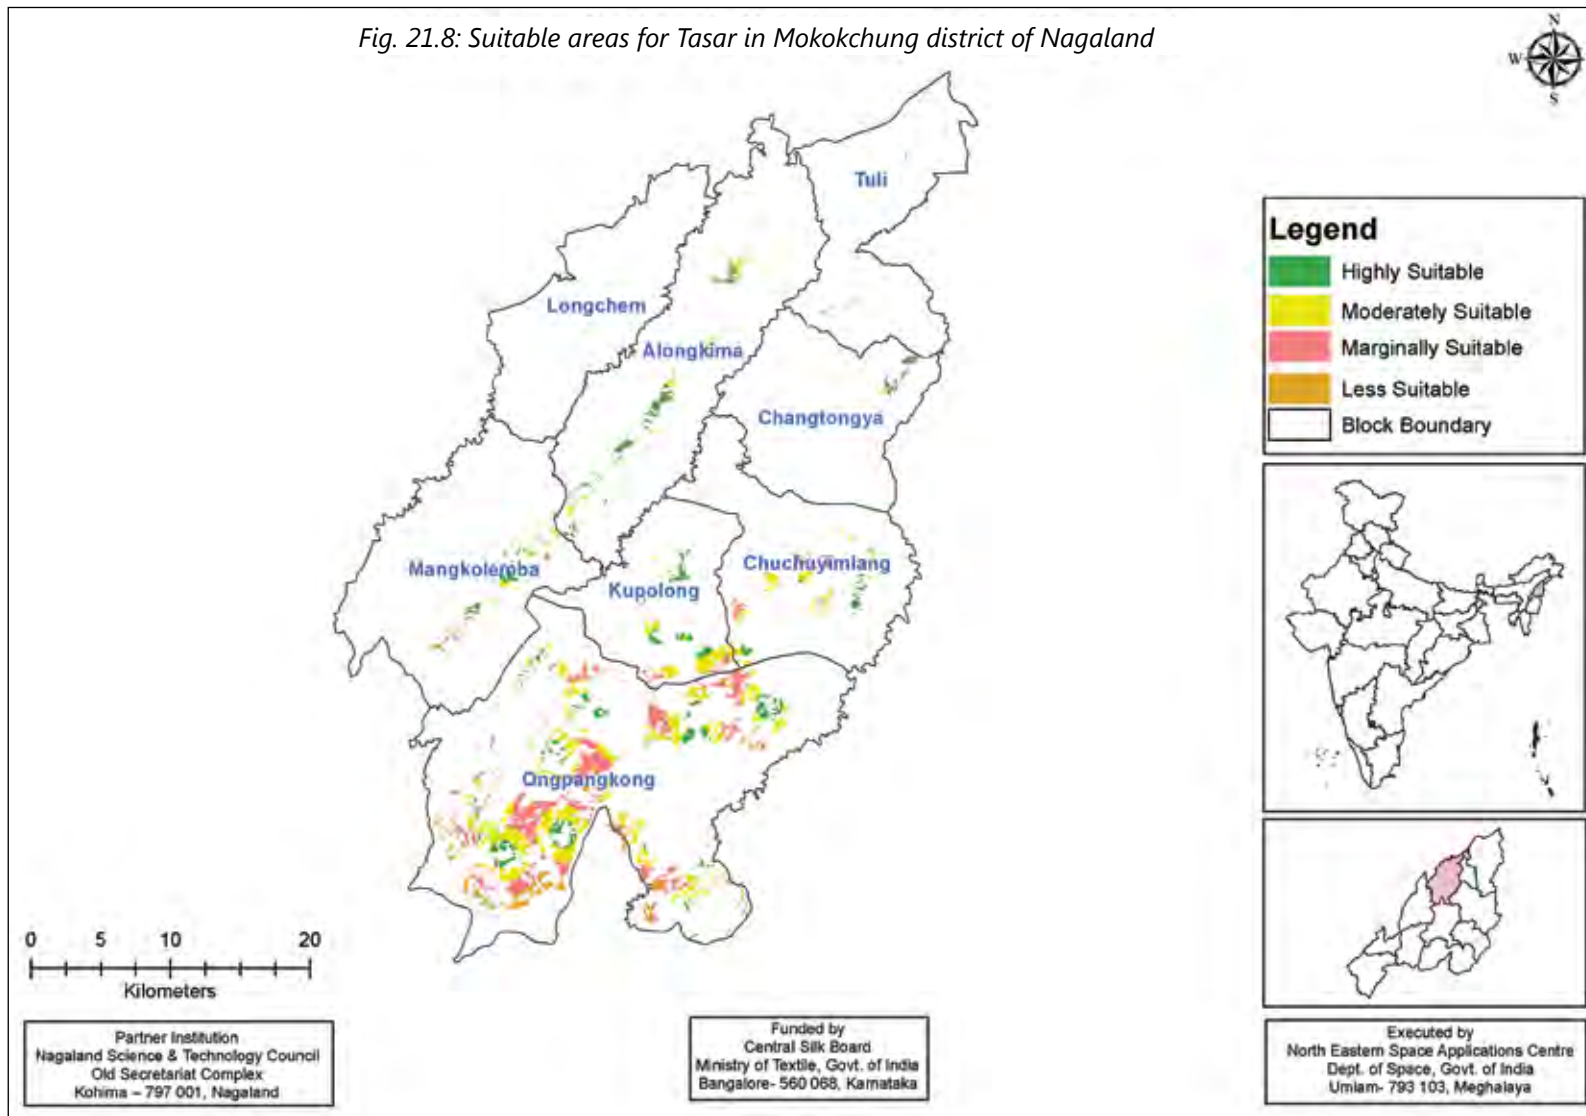 Fig. 21.8: Suitable areas for Tasar in Mokokchung district of Nagaland
N
W
S
Tuli
Longchem
Alongkima
Changtongya
Mangkolemba
Kupolong
Chuchuyimlang
Ongpangkong
Legend
Highly Suitable
Moderately Suitable
Marginally Suitable
Less Suitable
Block Boundary
0 5 10 20
Kilometers
Partner Institution
Nagaland Science & Technology Council
Old Secretariat Complex
Kohima – 797 001, Nagaland
Funded by
Central Silk Board
Ministry of Textile, Govt. of India
Bangalore- 560 068, Karnataka
Executed by
North Eastern Space Applications Centre
Dept. of Space, Govt. of India
Umiam- 793 103, Meghalaya